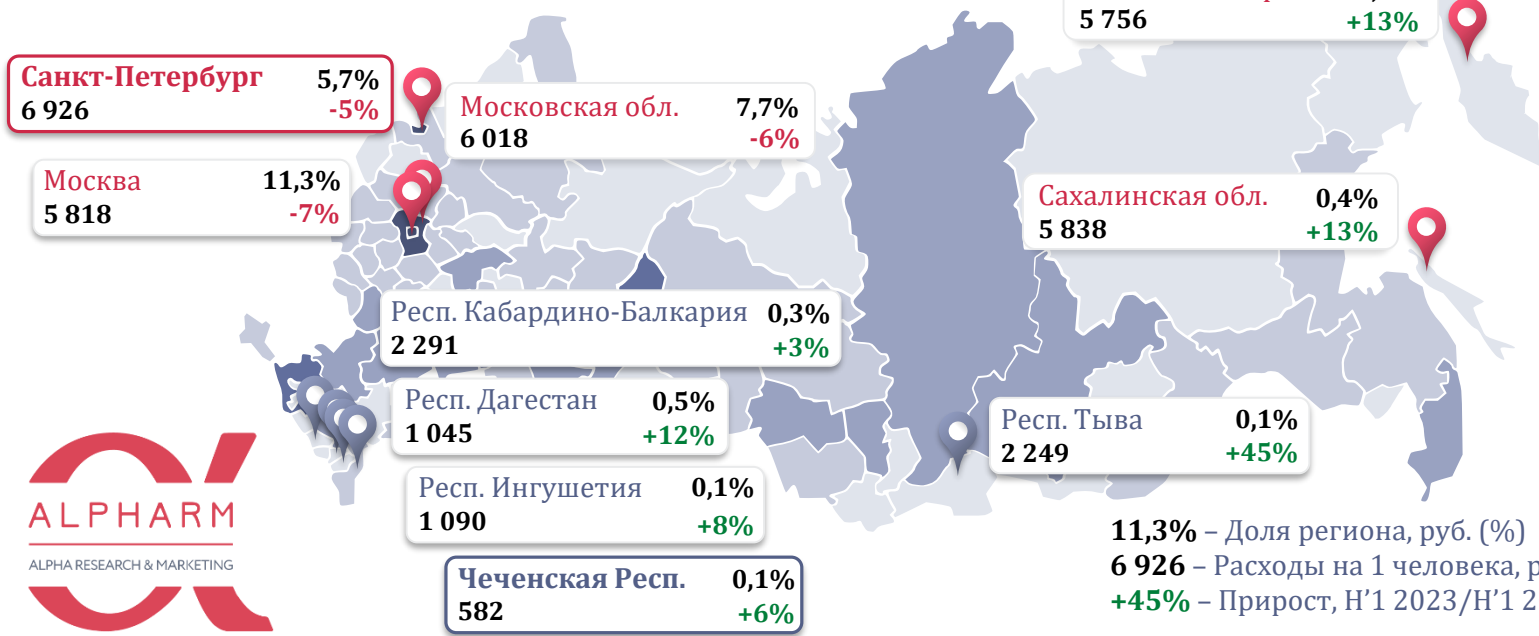 5 756
+13%
Санкт-Петербург 5,7%
6 926 -5%
Московская обл. 7,7%
6 018 -6%
Москва 11,3%
5 818 -7%
Сахалинская обл. 0,4%
5 838 +13%
Респ. Кабардино-Балкария 0,3%
2 291 +3%
Респ. Дагестан 0,5%
1 045 +12%
Респ. Тыва 0,1%
2 249 +45%
Респ. Ингушетия 0,1%
1 090 +8%
Чеченская Респ. 0,1%
582 +6%
ALPHARM
ALPHA RESEARCH & MARKETING
11,3% – Доля региона, руб. (%)
6 926 – Расходы на 1 человека,
+45% – Прирост, H'1 2023/H'1 2